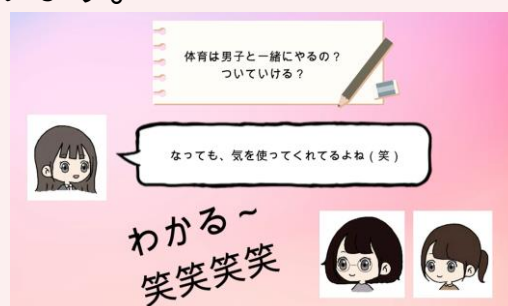 体育は男子と一緒にやるの？
ついていける？
なっても、気を使ってくれてるよね（笑）
わかる～
笑笑笑笑